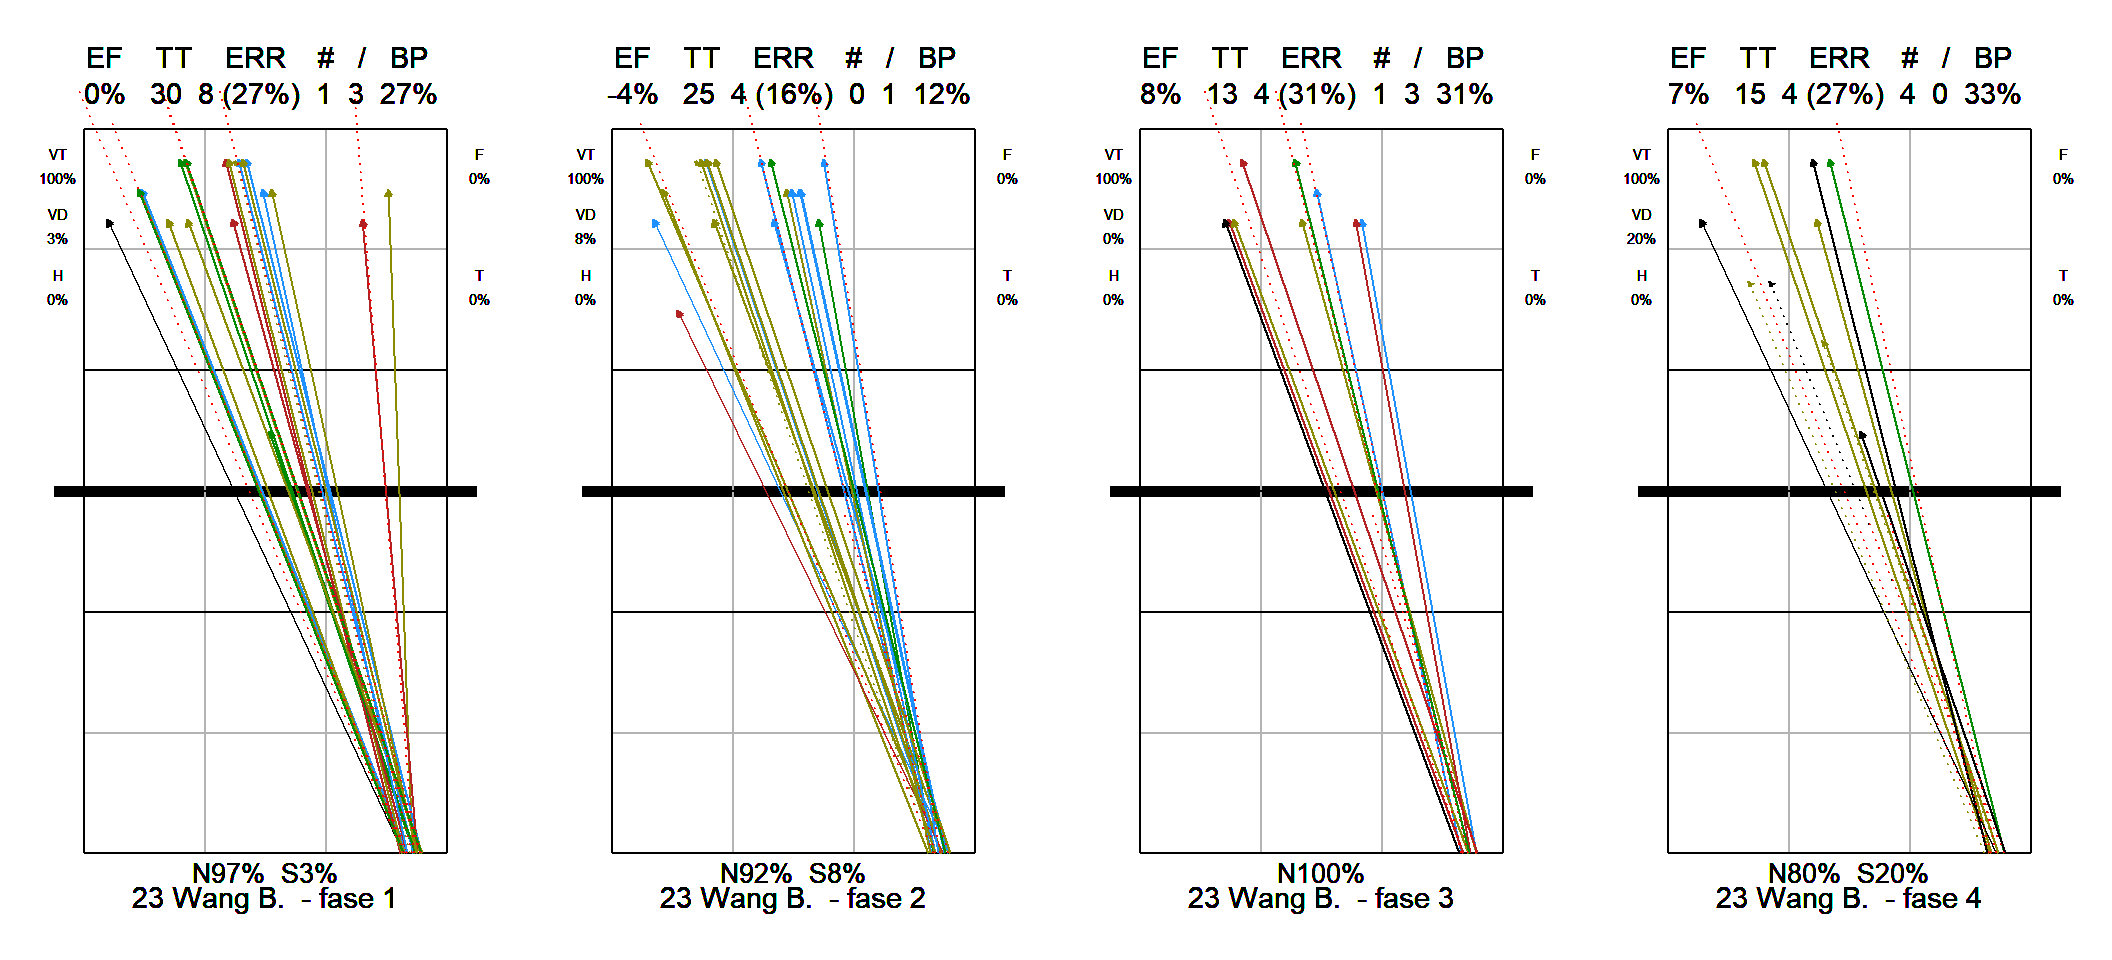 EF TT ERR # / BP
0% 30 8 (27%) 1 3 27%
VT
100%
VD
3%
H
0%
F
0%
T
0%
N97% S3%
23 Wang B. - fase 1
EF TT ERR # / BP
-4% 25 4 (16%) 0 1 12%
VT
100%
VD
8%
H
0%
F
0%
T
0%
N92% S8%
23 Wang B. - fase 2
EF TT ERR # / BP
8% 13 4 (31%) 1 3 31%
VT
100%
VD
0%
H
0%
F
0%
T
0%
N100%
23 Wang B. - fase 3
EF TT ERR # / BP
7% 15 4 (27%) 4 0 33%
VT
100%
VD
20%
H
0%
F
0%
T
0%
N80% S20%
23 Wang B. - fase 4